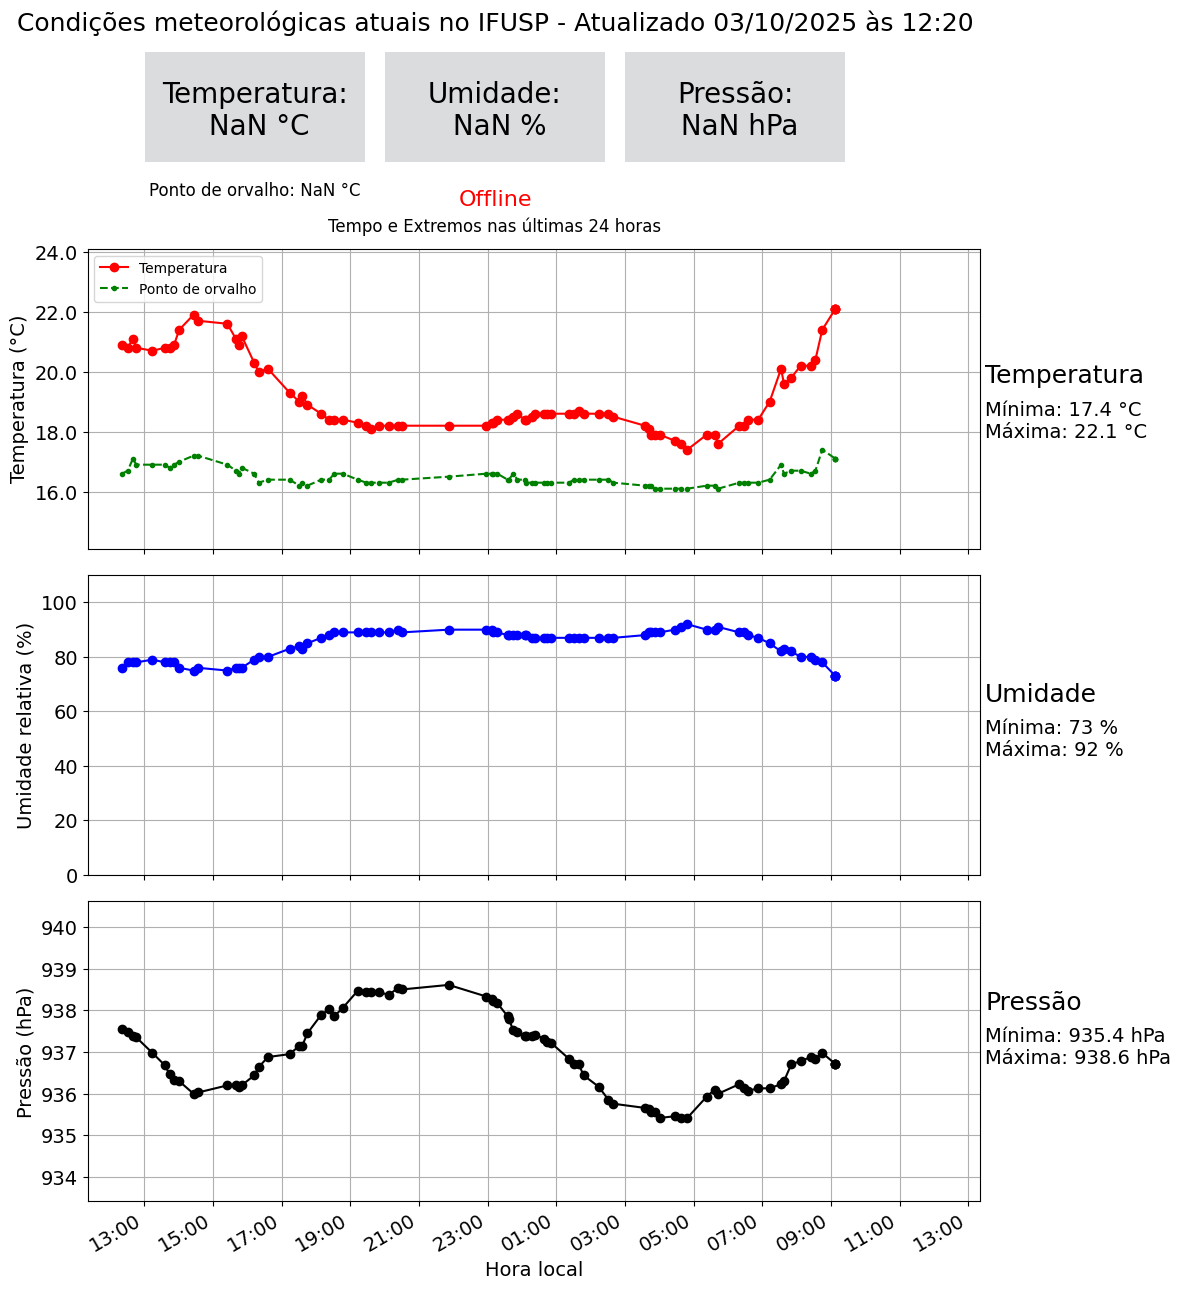 Condições meteorológicas atuais no IFUSP - Atualizado 03/10/2025 às 12:20
Temperatura:
NaN °C
Umidade:
NaN %
Pressão:
NaN hPa
Ponto de orvalho: NaN °C
Offline
Tempo e Extremos nas últimas 24 horas
Temperatura (°C)
24.0
22.0
20.0
18.0
16.0
Temperatura
Ponto de orvalho
Temperatura
Mínima: 17.4 °C
Máxima: 22.1 °C
Umidade relativa (%)
100
80
60
40
20
0
Umidade
Mínima: 73 %
Máxima: 92 %
Pressão (hPa)
940
939
938
937
936
935
934
Pressão
Mínima: 935.4 hPa
Máxima: 938.6 hPa
13:00 15:00 17:00 19:00 21:00 23:00 01:00 03:00 05:00 07:00 09:00 11:00 13:00
Hora local